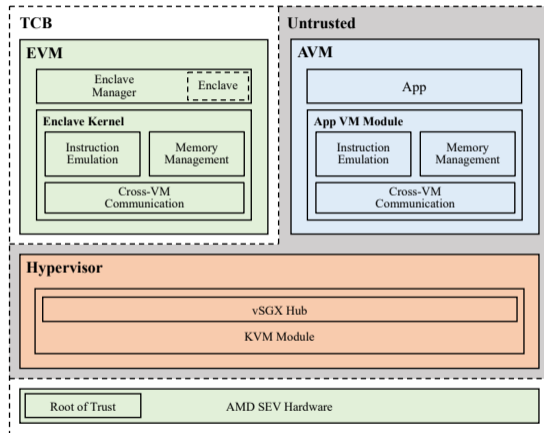 TCB
EVM
Enclave
Manager
Enclave
Enclave Kernel
Instruction
Emulation
Memory
Management
Cross-VM
Communication
Untrusted
AVM
App
App VM Module
Instruction
Emulation
Memory
Management
Cross-VM
Communication
Hypervisor
vSGX Hub
KVM Module
Root of Trust
AMD SEV Hardware